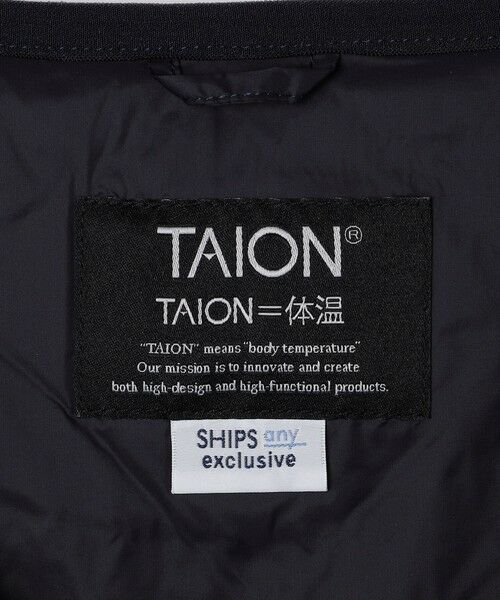 TAION®
TAION=体温
"TAION" means "body temperature"
Our mission is to innovate and create
both high-design and high-functional products.
SHIPS any
exclusive